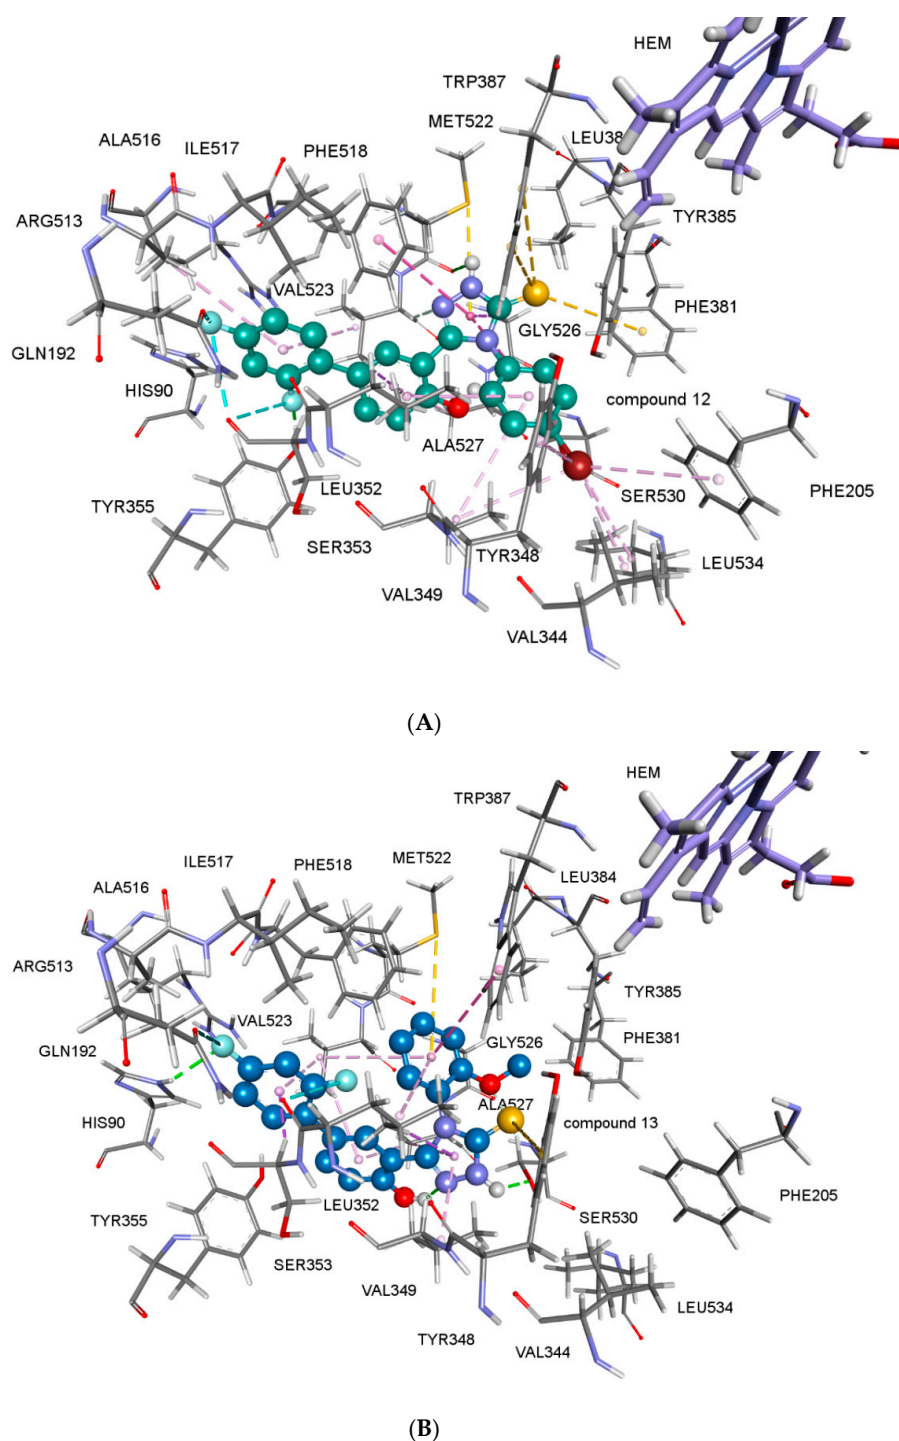 HEM
TRP387
MET522
LEU38
ALA516
ILE517
PHE518
TYR385
ARG513
VAL523
PHE381
GLY526
GLN192
HIS90
compound 12
ALA527
LEU352
SER530
PHE205
TYR355
SER353
TYR348
LEU534
VAL349
VAL344
(A)
HEM
TRP387
MET522
ILE517
PHE518
LEU384
ALA516
ARG513
TYR385
VAL523
PHE381
GLN192
GLY526
ALA527
HIS90
compound 13
LEU352
PHE205
TYR355
SER530
SER353
VAL349
LEU534
TYR348
VAL344
(B)